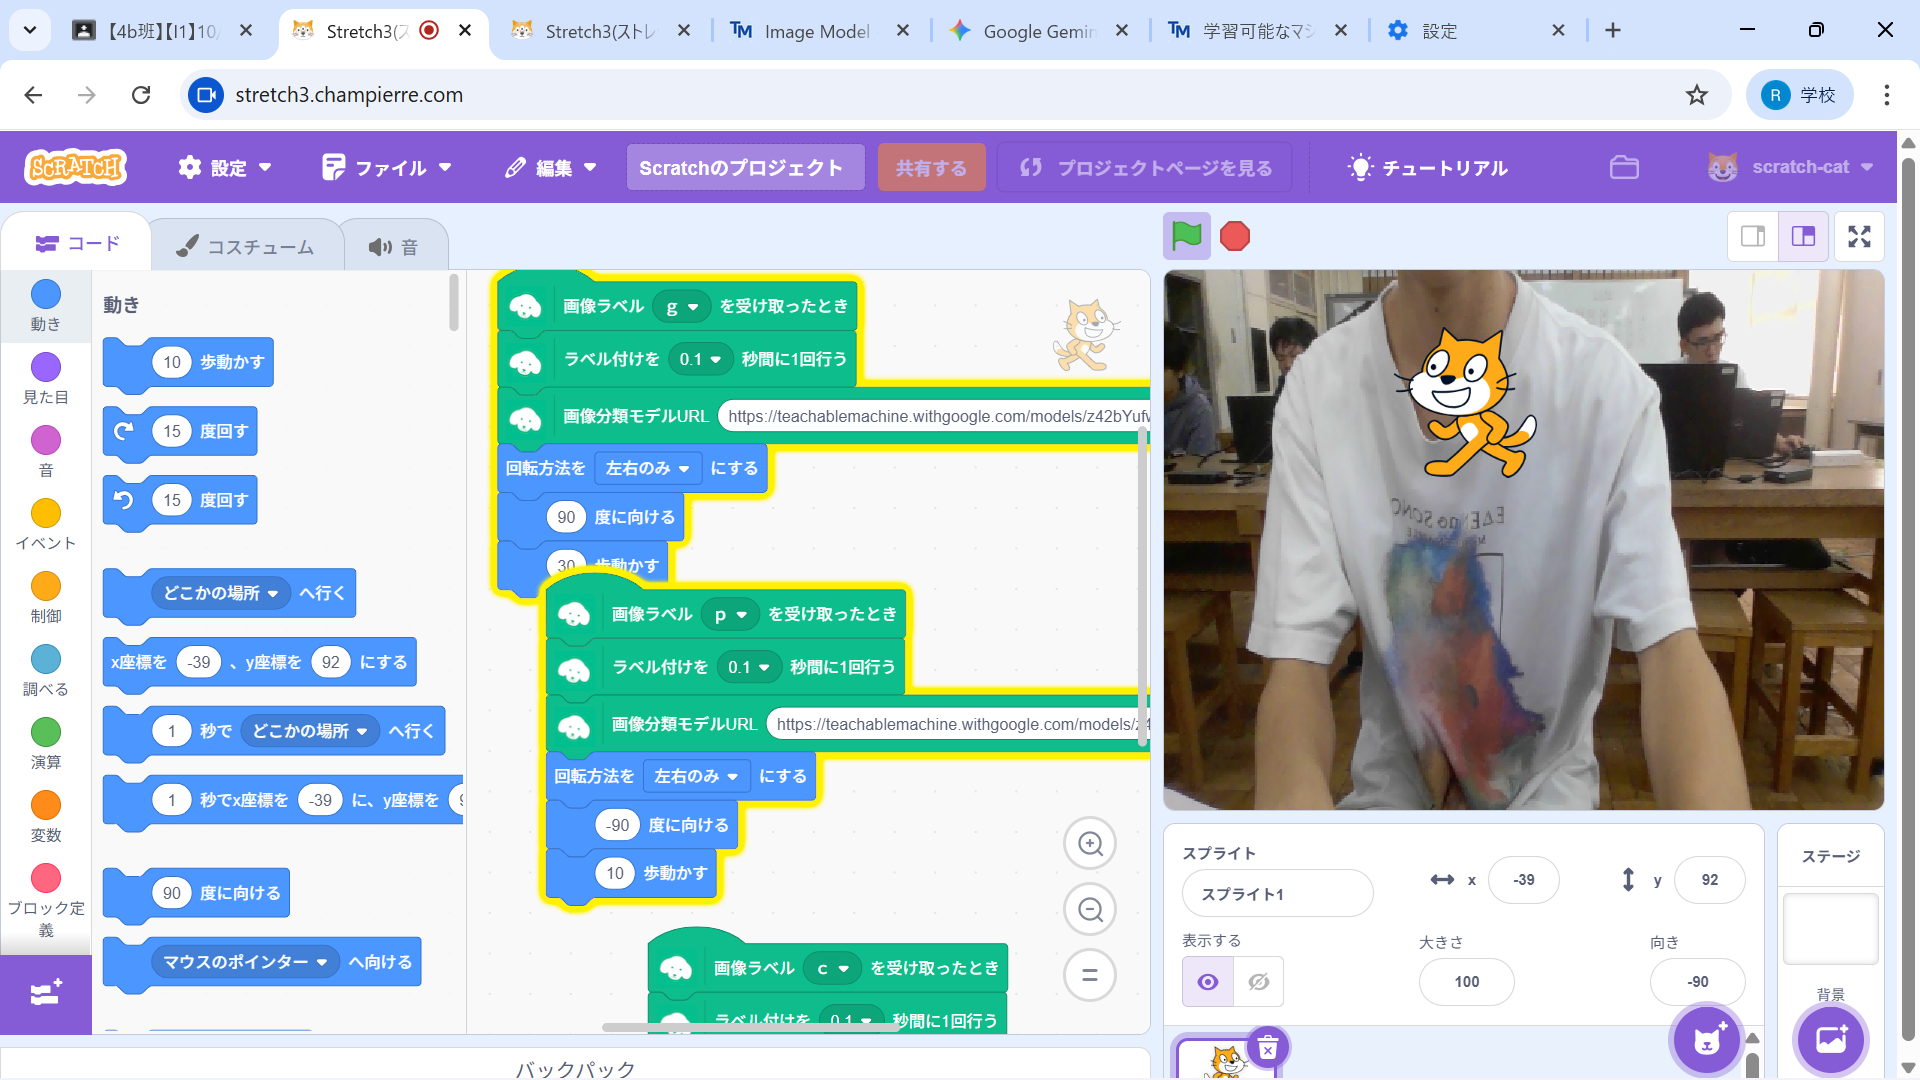 【4b班】【I1】10
Stretch3(ス
Stretch3(ストレ
Image Model
Google Gemin
学習可能なマシ
設定
stretch3.champierre.com
R 学校
SCRATCH 設定 ファイル 編集 Scratchのプロジェクト 共有する プロジェクトページを見る チュートリアル scratch-cat
コード コスチューム 音
動き
見た目
音
イベント
制御
調べる
演算
変数
ブロック定
義
動き
10 歩動かす
15 度回す
15 度回す
どこかの場所 へ行く
x座標を -39 、y座標を 92 にする
1 秒で どこかの場所 へ行く
1 秒でx座標を -39 に、y座標を
90 度に向ける
マウスのポインター へ向ける
画像ラベル g を受け取ったとき
ラベル付けを 0.1 秒間に1回行う
画像分類モデルURL https://teachablemachine.withgoogle.com/models/z42bYufv
回転方法を 左右のみ にする
90 度に向ける
30 歩動かす
画像ラベル p を受け取ったとき
ラベル付けを 0.1 秒間に1回行う
画像分類モデルURL https://teachablemachine.withgoogle.com/models/z4
回転方法を 左右のみ にする
-90 度に向ける
10 歩動かす
画像ラベル c を受け取ったとき
ラベル付けを 0.1 秒間に1回行う
バックパック
スプライト
スプライト1
x -39
y 92
表示する
大きさ
100
向き
-90
ステージ
背景